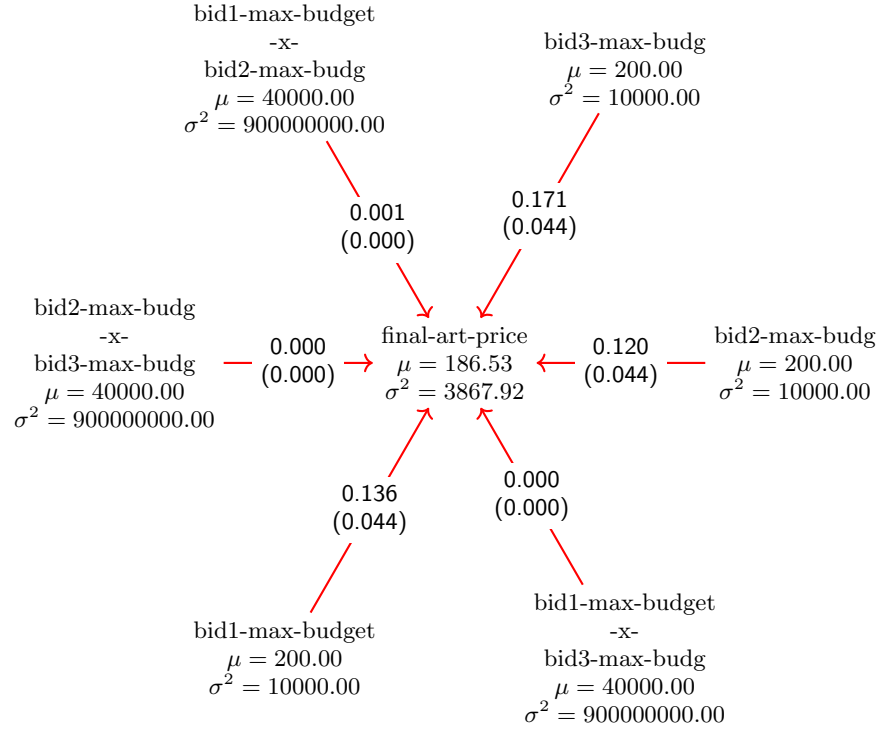 bid1-max-budget
-x-
bid2-max-budg
μ = 40000.00
σ² = 900000000.00
bid3-max-budg
μ = 200.00
σ² = 10000.00
0.001
(0.000)
0.171
(0.044)
bid2-max-budg
-x-
bid3-max-budg
μ = 40000.00
σ² = 900000000.00
0.000
(0.000)
final-art-price
μ = 186.53
σ² = 3867.92
0.120
(0.044)
bid2-max-budg
μ = 200.00
σ² = 10000.00
0.136
(0.044)
0.000
(0.000)
bid1-max-budget
μ = 200.00
σ² = 10000.00
bid1-max-budget
-x-
bid3-max-budg
μ = 40000.00
σ² = 900000000.00